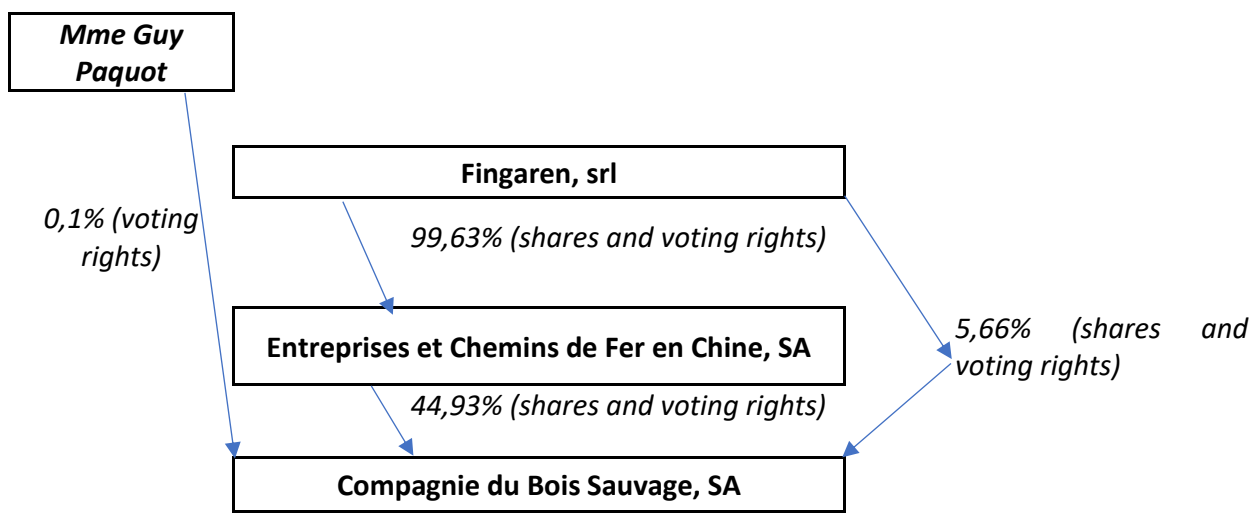 Mme Guy
Paquot
Fingaren, srl
0,1% (voting
rights)
99,63% (shares and voting rights)
Entreprises et Chemins de Fer en Chine, SA
5,66% (shares and
voting rights)
44,93% (shares and voting rights)
Compagnie du Bois Sauvage, SA